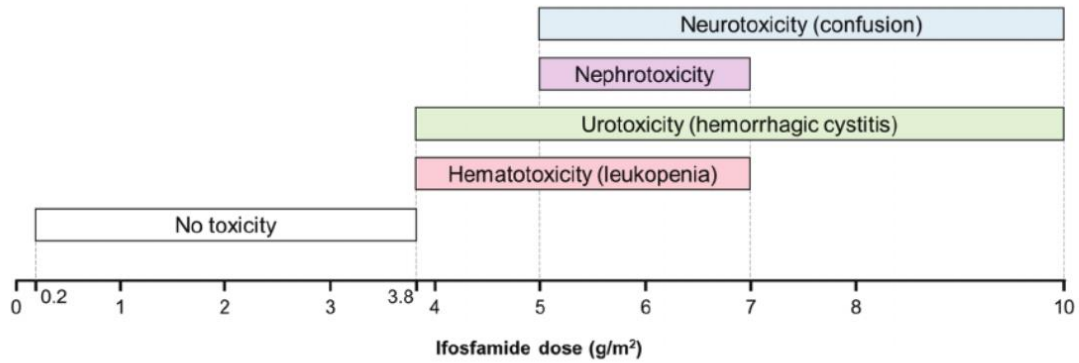 Neurotoxicity (confusion)
Nephrotoxicity
Urotoxicity (hemorrhagic cystitis)
Hematotoxicity (leukopenia)
No toxicity
0 0.2 1 2 3 3.8 4 5 6 7 8 10
Ifosfamide dose (g/m²)